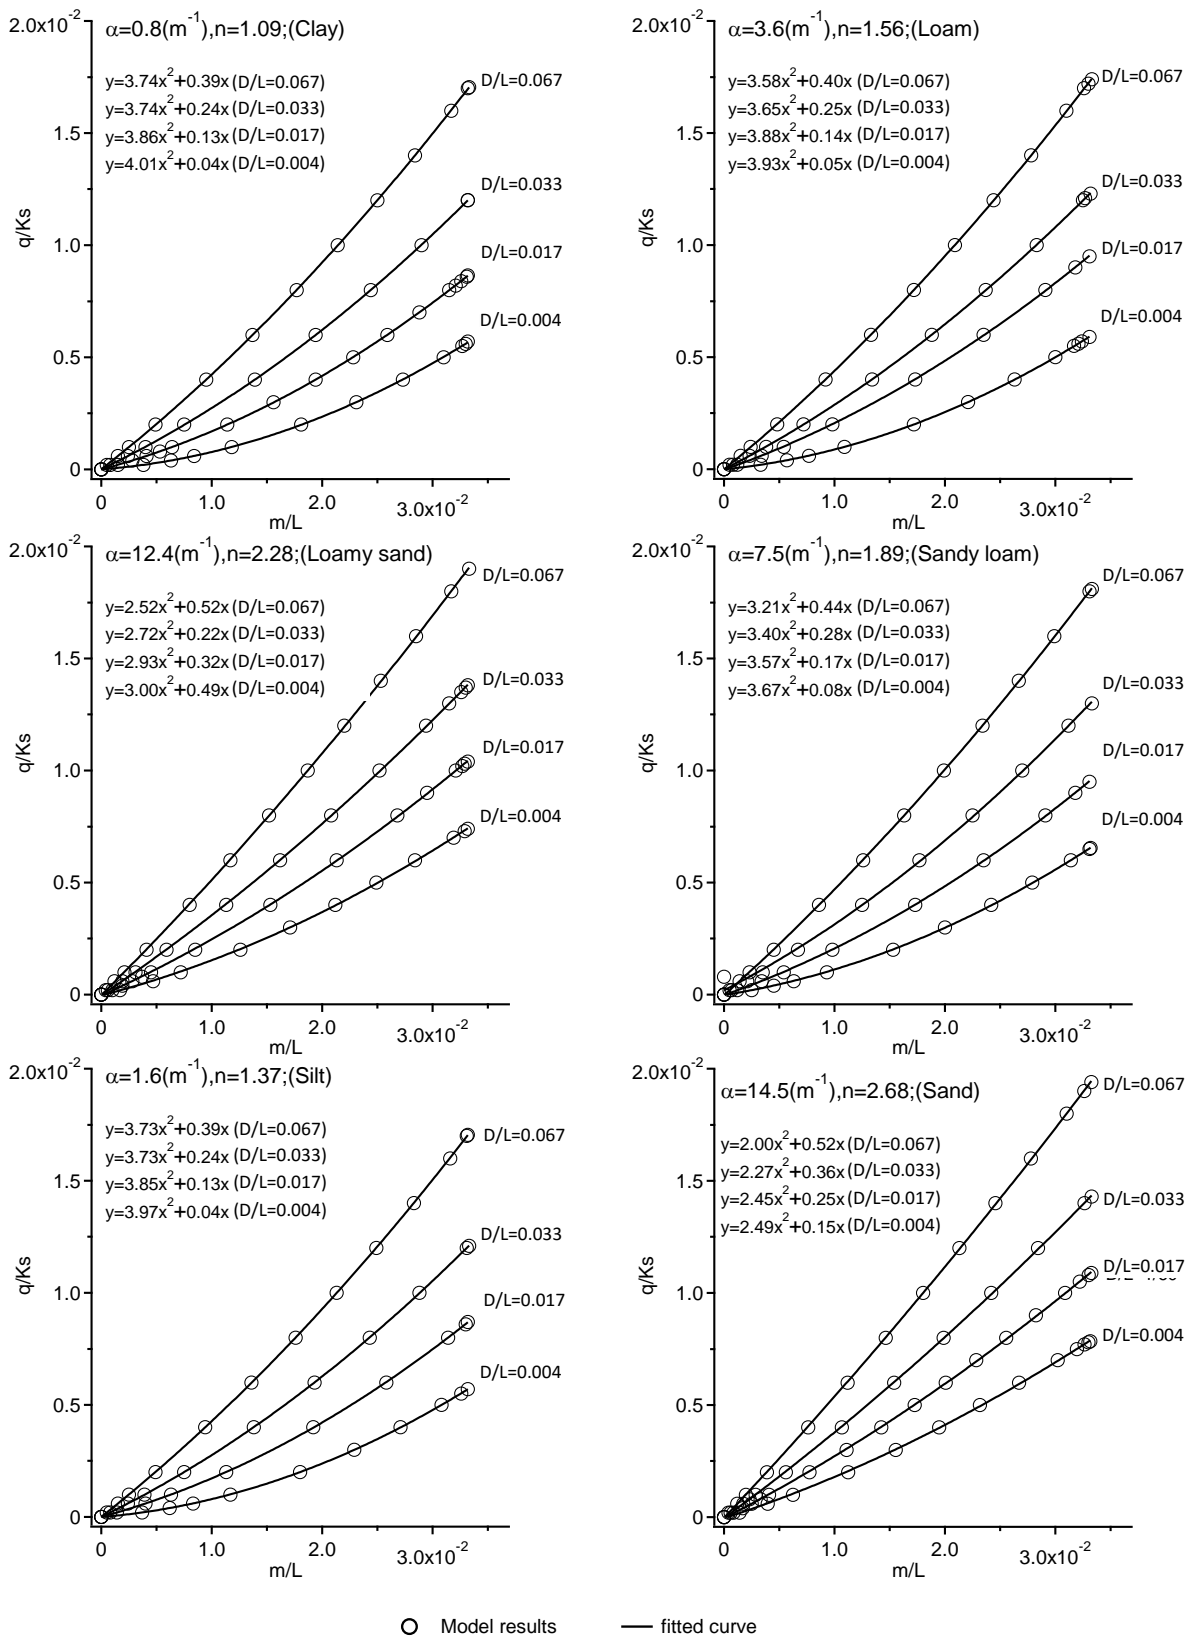 α=0.8(m⁻¹),n=1.09;(Clay)
y=3.74x²+0.39x (D/L=0.067)
y=3.74x²+0.24x (D/L=0.033)
y=3.86x²+0.13x (D/L=0.017)
y=4.01x²+0.04x (D/L=0.004)
D/L=0.067
D/L=0.033
D/L=0.017
D/L=0.004
2.0x10⁻²
1.5
1.0
0.5
0
q/Ks
0 1.0 2.0 3.0x10⁻²
m/L
α=3.6(m⁻¹),n=1.56;(Loam)
y=3.58x²+0.40x (D/L=0.067)
y=3.65x²+0.25x (D/L=0.033)
y=3.88x²+0.14x (D/L=0.017)
y=3.93x²+0.05x (D/L=0.004)
D/L=0.067
D/L=0.033
D/L=0.017
D/L=0.004
2.0x10⁻²
1.5
1.0
0.5
0
q/Ks
0 1.0 2.0 3.0x10⁻²
m/L
α=12.4(m⁻¹),n=2.28;(Loamy sand)
y=2.52x²+0.52x (D/L=0.067)
y=2.72x²+0.22x (D/L=0.033)
y=2.93x²+0.32x (D/L=0.017)
y=3.00x²+0.49x (D/L=0.004)
D/L=0.067
D/L=0.033
D/L=0.017
D/L=0.004
2.0x10⁻²
1.5
1.0
0.5
0
q/Ks
0 1.0 2.0 3.0x10⁻²
m/L
α=7.5(m⁻¹),n=1.89;(Sandy loam)
y=3.21x²+0.44x (D/L=0.067)
y=3.40x²+0.28x (D/L=0.033)
y=3.57x²+0.17x (D/L=0.017)
y=3.67x²+0.08x (D/L=0.004)
D/L=0.067
D/L=0.033
D/L=0.017
D/L=0.004
2.0x10⁻²
1.5
1.0
0.5
0
q/Ks
0 1.0 2.0 3.0x10⁻²
m/L
α=1.6(m⁻¹),n=1.37;(Silt)
y=3.73x²+0.39x (D/L=0.067)
y=3.73x²+0.24x (D/L=0.033)
y=3.85x²+0.13x (D/L=0.017)
y=3.97x²+0.04x (D/L=0.004)
D/L=0.067
D/L=0.033
D/L=0.017
D/L=0.004
2.0x10⁻²
1.5
1.0
0.5
0
q/Ks
0 1.0 2.0 3.0x10⁻²
m/L
α=14.5(m⁻¹),n=2.68;(Sand)
y=2.00x²+0.52x (D/L=0.067)
y=2.27x²+0.36x (D/L=0.033)
y=2.45x²+0.25x (D/L=0.017)
y=2.49x²+0.15x (D/L=0.004)
D/L=0.067
D/L=0.033
D/L=0.017
D/L=0.004
2.0x10⁻²
1.5
1.0
0.5
0
q/Ks
0 1.0 2.0 3.0x10⁻²
m/L
Model results fitted curve